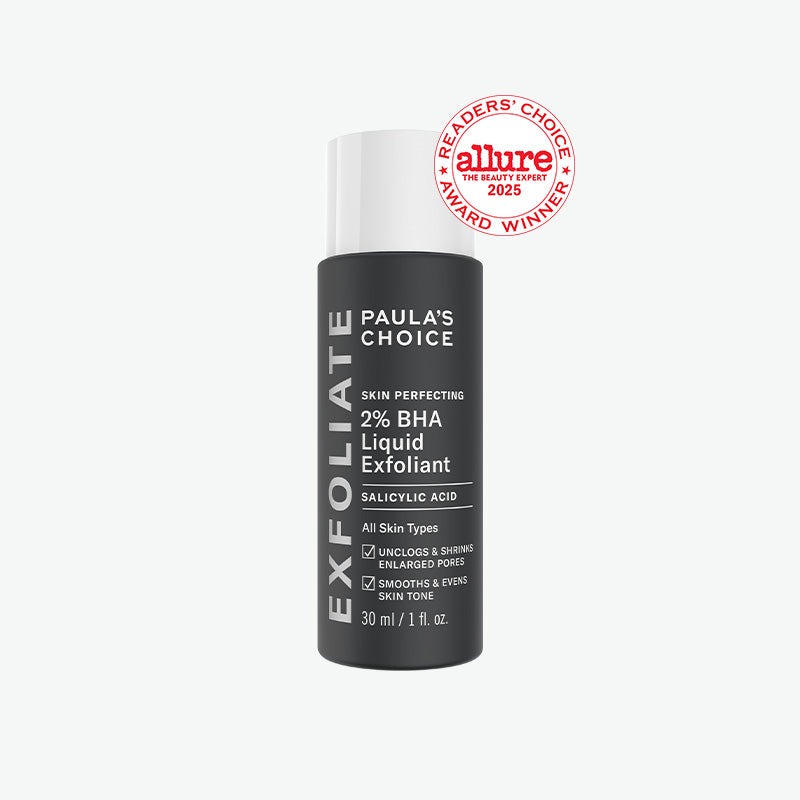 READERS' CHOICE
allure
THE BEAUTY EXPERT
2025
AWARD WINNER
EXFOLIATE
PAULA'S
CHOICE
SKIN PERFECTING
2% BHA
Liquid
Exfoliant
SALICYLIC ACID
All Skin Types
UNCLOGS & SHRINKS
ENLARGED PORES
SMOOTHS & EVENS
SKIN TONE
30 ml / 1 fl. oz.